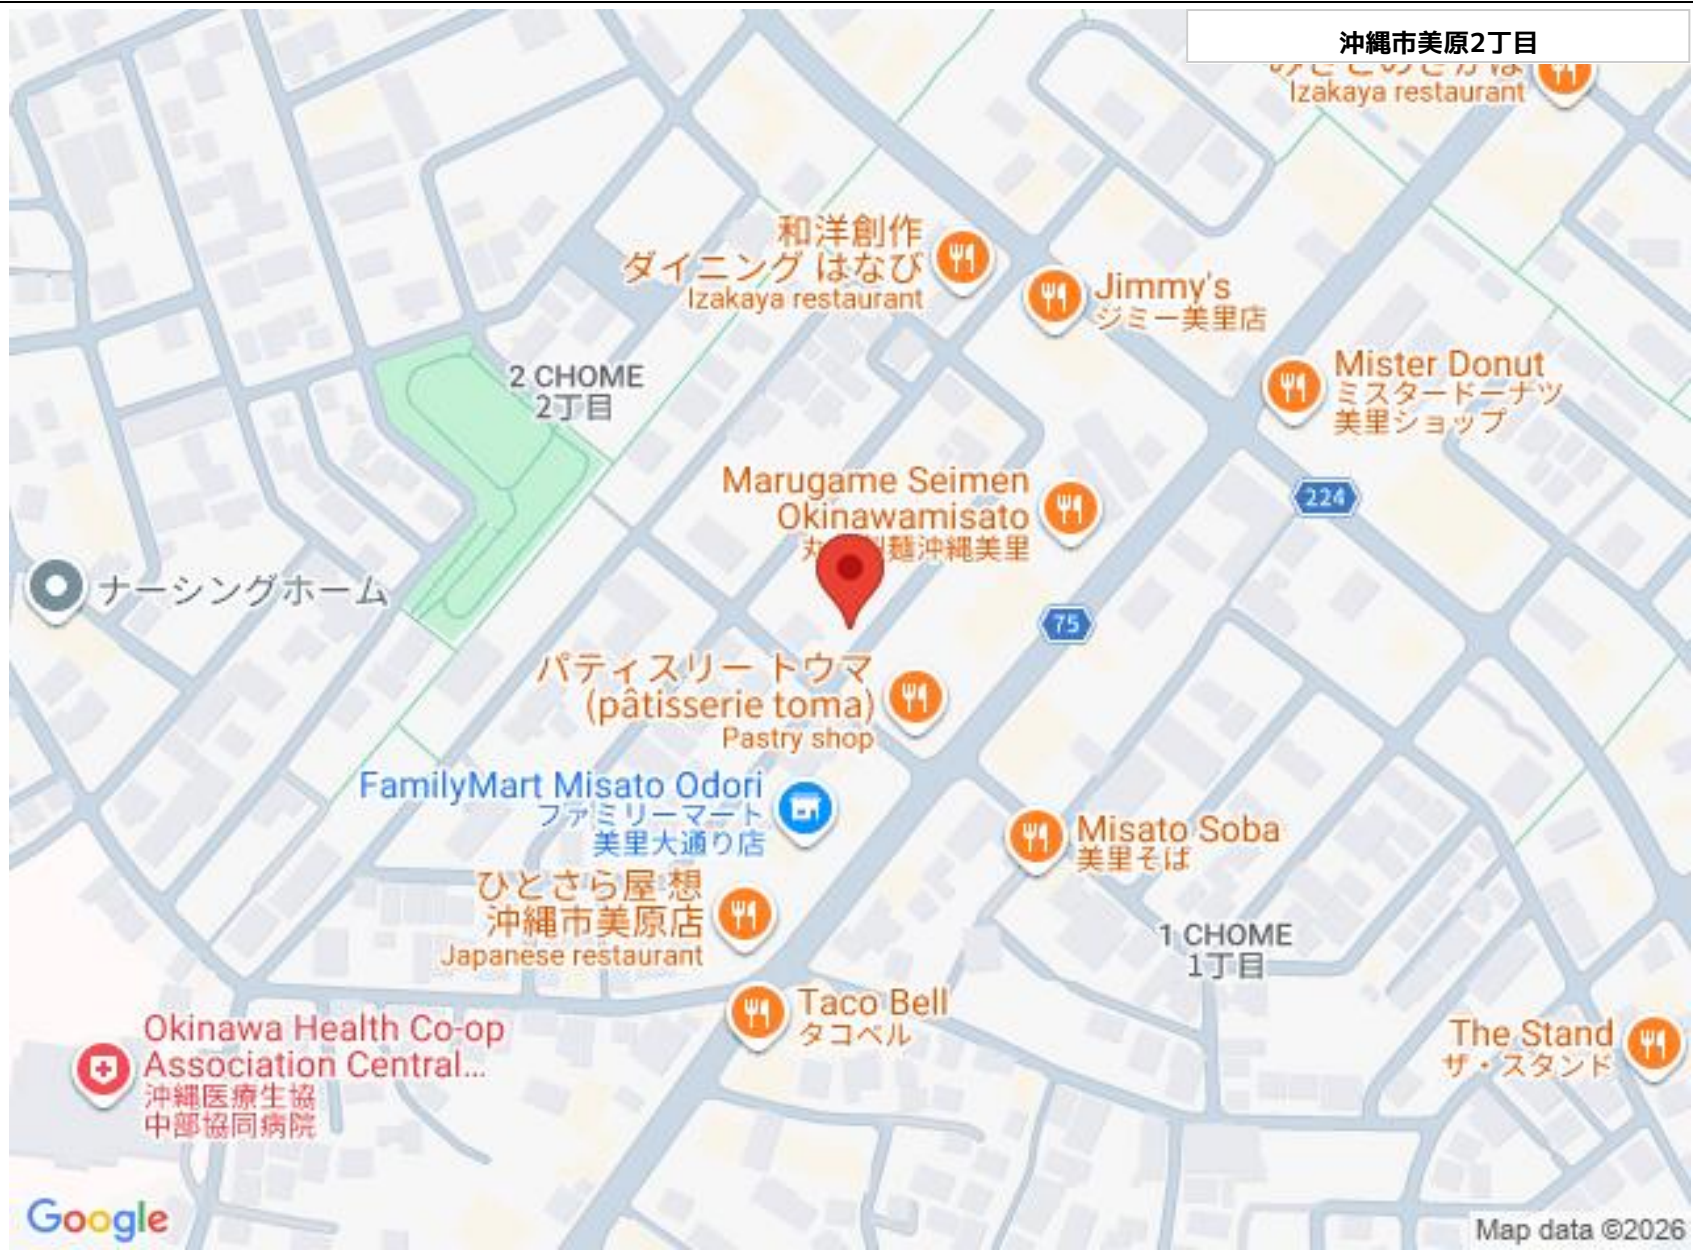 沖縄市美原2丁目
Izakaya restaurant
和洋創作
ダイニング はなび
Izakaya restaurant
Jimmy's
ジミー美里店
Mister Donut
ミスタードーナツ
美里ショップ
2 CHOME
2丁目
224
Marugame Seimen
Okinawamisato
麺沖縄美里
ナーシングホーム
75
パティスリー トウマ
(pâtisserie toma)
Pastry shop
FamilyMart Misato Odori
ファミリーマート
美里大通り店
Misato Soba
美里そば
ひとさら屋 想
沖縄市美原店
Japanese restaurant
1 CHOME
1丁目
Taco Bell
タコベル
Okinawa Health Co-op
Association Central...
沖縄医療生協
中部協同病院
The Stand
ザ・スタンド
Google
Map data ©2026